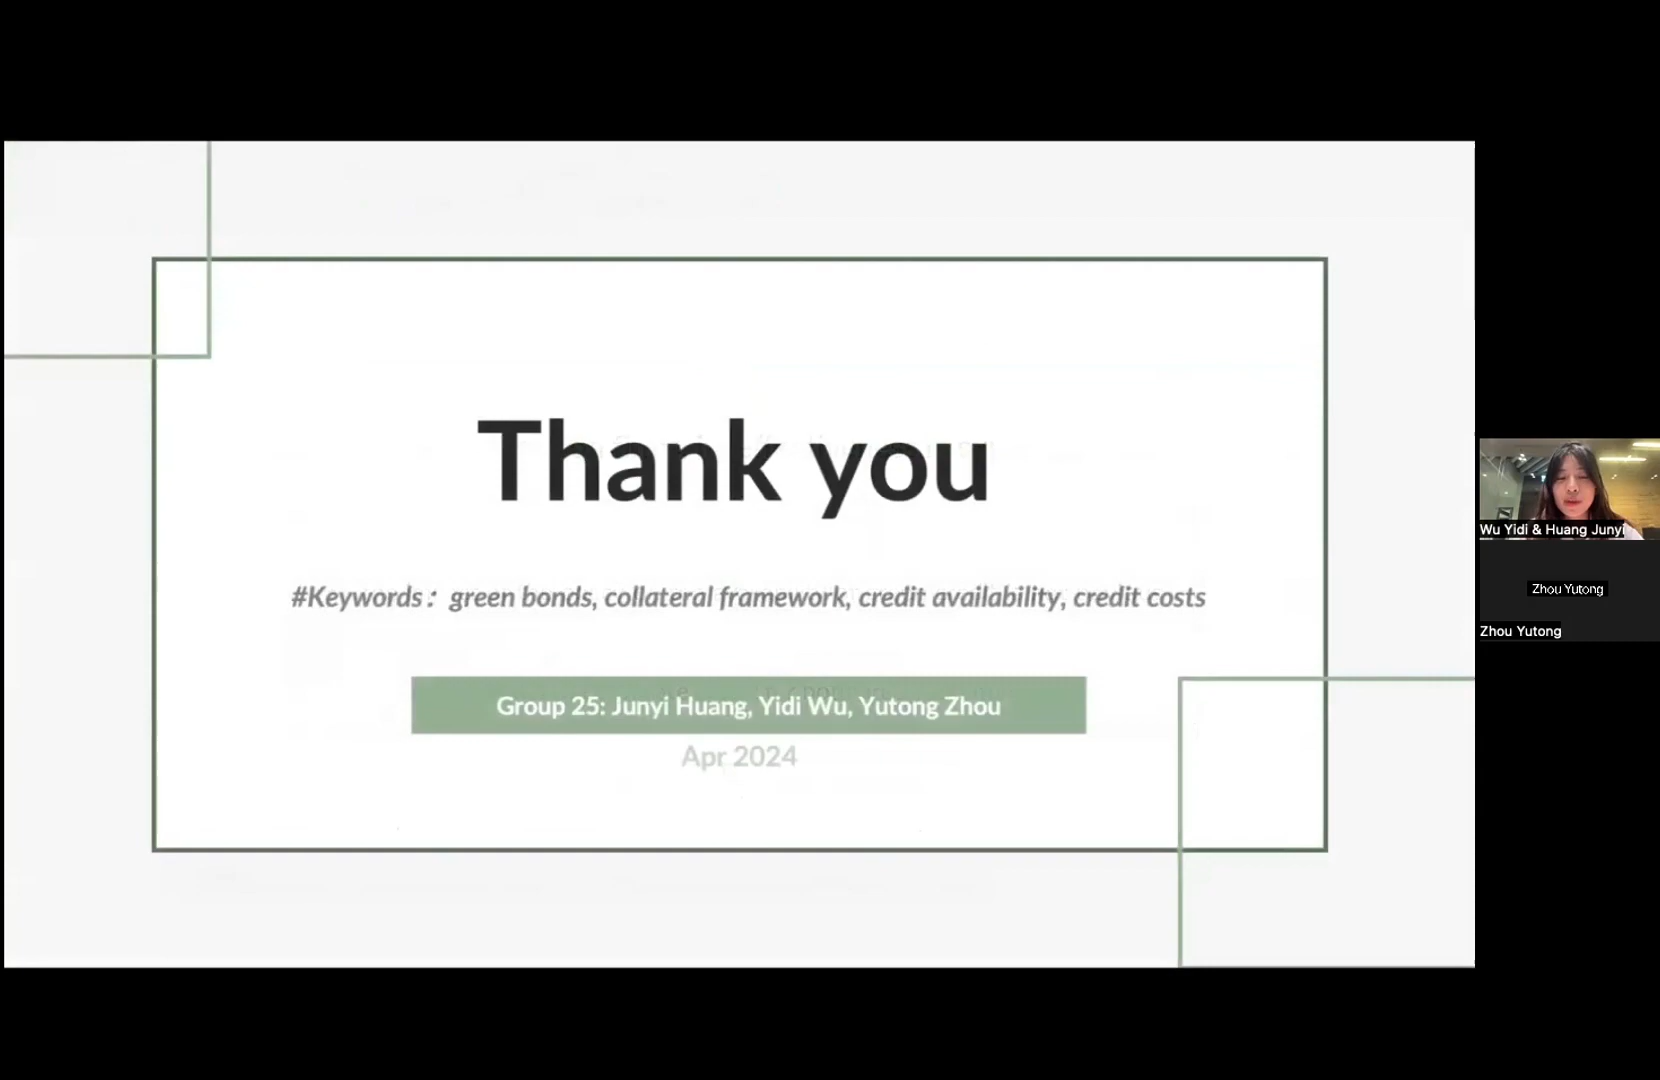 Thank you
#Keywords： green bonds, collateral framework, credit availability, credit costs
Group 25: Junyi Huang, Yidi Wu, Yutong Zhou
Apr 2024
Wu Yidi & Huang Junyi
Zhou Yutong
Zhou Yutong